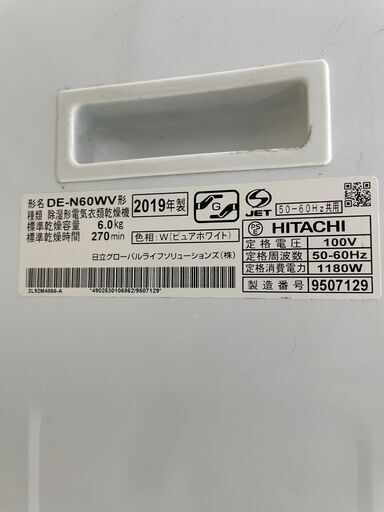 形名 DE-N60WV形
種類 除湿形電気衣類乾燥機
標準乾燥容量 6.0kg
標準乾燥時間 270min
2019年製
色相:W(ピュアホワイト)
G
S
JET
50-60Hz共用
PSE
HITACHI
定格電圧 100V
定格周波数 50-60Hz
定格消費電力 1180W
製造番号 9507129
日立グローバルライフソリューションズ(株)
2L92M4866-A
*4902530106862/9507129*